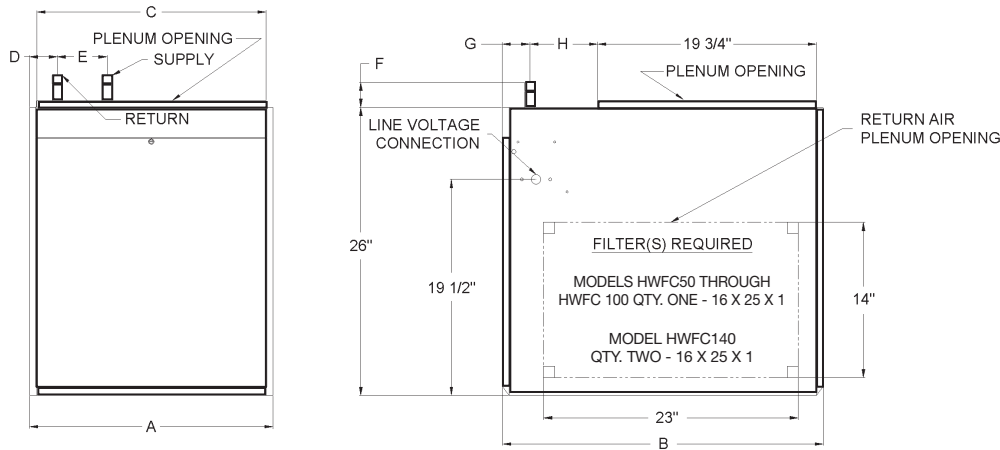 C
D
E
PLENUM OPENING
SUPPLY
RETURN
26"
A
G
H
19 3/4"
F
PLENUM OPENING
LINE VOLTAGE
CONNECTION
RETURN AIR
PLENUM OPENING
19 1/2"
FILTER(S) REQUIRED
MODELS HWFC50 THROUGH
HWFC 100 QTY. ONE - 16 X 25 X 1
MODEL HWFC140
QTY. TWO - 16 X 25 X 1
14"
23"
B